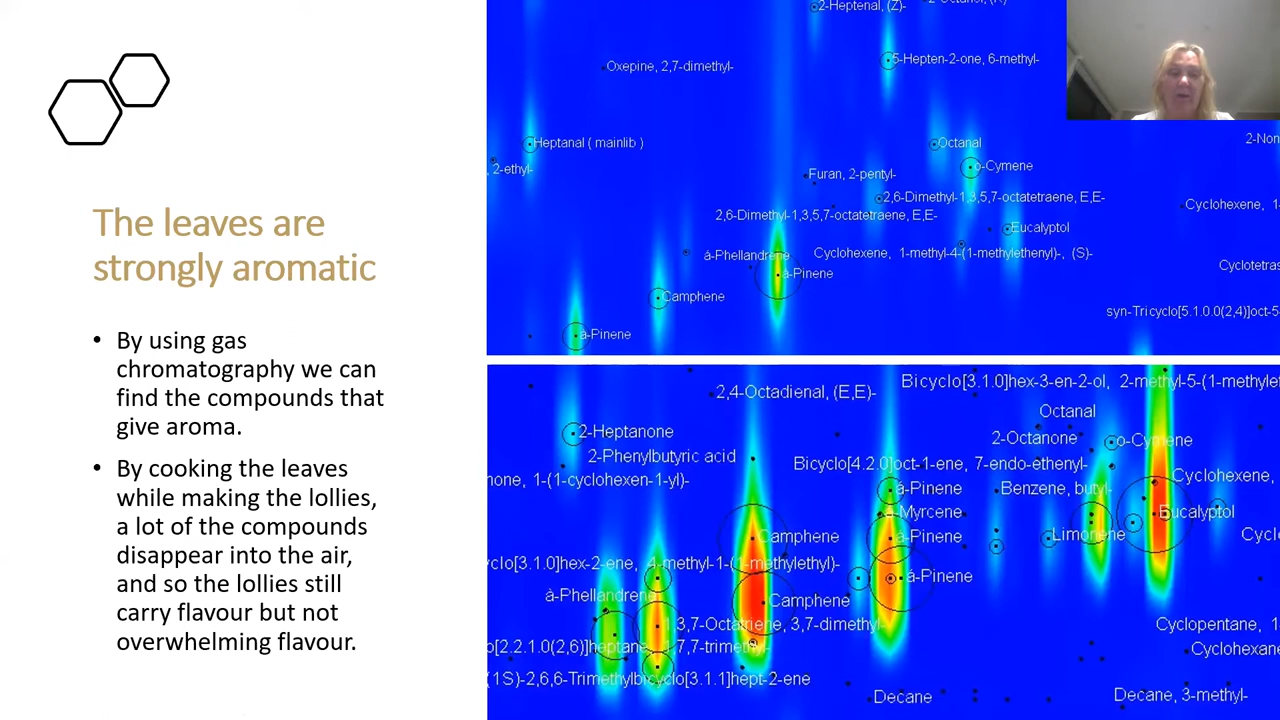 The leaves are
strongly aromatic
• By using gas
chromatography we can
find the compounds that
give aroma.
• By cooking the leaves
while making the lollies,
a lot of the compounds
disappear into the air,
and so the lollies still
carry flavour but not
overwhelming flavour.
2-Heptenal, (Z)-
5-Hepten-2-one, 6-methyl-
Oxepine, 2,7-dimethyl-
Heptanal ( mainlib )
Octanal
2-Non
, 2-ethyl-
o-Cymene
Furan, 2-pentyl-
2,6-Dimethyl-1,3,5,7-octatetraene, E,E-
Cyclohexene, 1-
2,6-Dimethyl-1,3,5,7-octatetraene, E,E-
Eucalyptol
á-Phellandrene
Cyclohexene, 1-methyl-4-(1-methylethenyl)-, (S)-
á-Pinene
Cyclotetras
Camphene
syn-Tricyclo[5.1.0.0(2,4)]oct-5-
á-Pinene
Bicyclo[3.1.0]hex-3-en-2-ol, 2-methyl-5-(1-methyle
2,4-Octadienal, (E,E)-
Octanal
2-Heptanone
2-Octanone
o-Cymene
2-Phenylbutyric acid
Bicyclo[4.2.0]oct-1-ene, 7-endo-ethenyl-
none, 1-(1-cyclohexen-1-yl)-
Cyclohexene,
á-Pinene
Benzene, butyl-
á-Myrcene
Eucalyptol
Camphene
á-Pinene
Limonene
Cycl
yclo[3.1.0]hex-2-ene, 4-methyl-1-(1-methylethyl)-
á-Pinene
á-Phellandrene
Camphene
1,3,7-Octatriene, 3,7-dimethyl-
Cyclopentane, 1-
o[2.2.1.0(2,6)]heptane, 1,7,7-trimethyl-
Cyclohexane
(1S)-2,6,6-Trimethylbicyclo[3.1.1]hept-2-ene
Decane
Decane, 3-methyl-